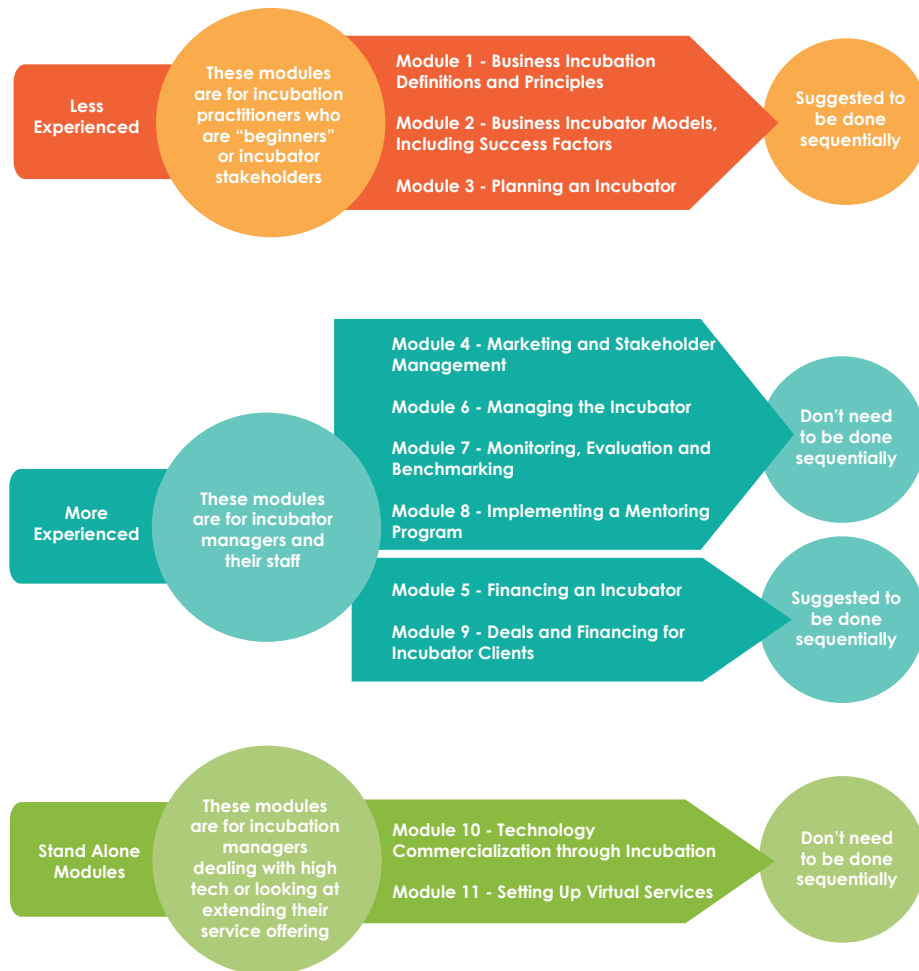 Less
Experienced
These modules
are for incubation
practitioners who
are “beginners”
or incubator
stakeholders
Module 1 - Business Incubation
Definitions and Principles
Module 2 - Business Incubator Models,
Including Success Factors
Module 3 - Planning an Incubator
Suggested to
be done
sequentially
More
Experienced
These modules
are for incubator
managers and
their staff
Module 4 - Marketing and Stakeholder
Management
Module 6 - Managing the Incubator
Module 7 - Monitoring, Evaluation and
Benchmarking
Module 8 - Implementing a Mentoring
Program
Don't need
to be done
sequentially
Module 5 - Financing an Incubator
Module 9 - Deals and Financing for
Incubator Clients
Suggested to
be done
sequentially
Stand Alone
Modules
These modules
are for incubation
managers
dealing with high
tech or looking at
extending their
service offering
Module 10 - Technology
Commercialization through Incubation
Module 11 - Setting Up Virtual Services
Don't need
to be done
sequentially